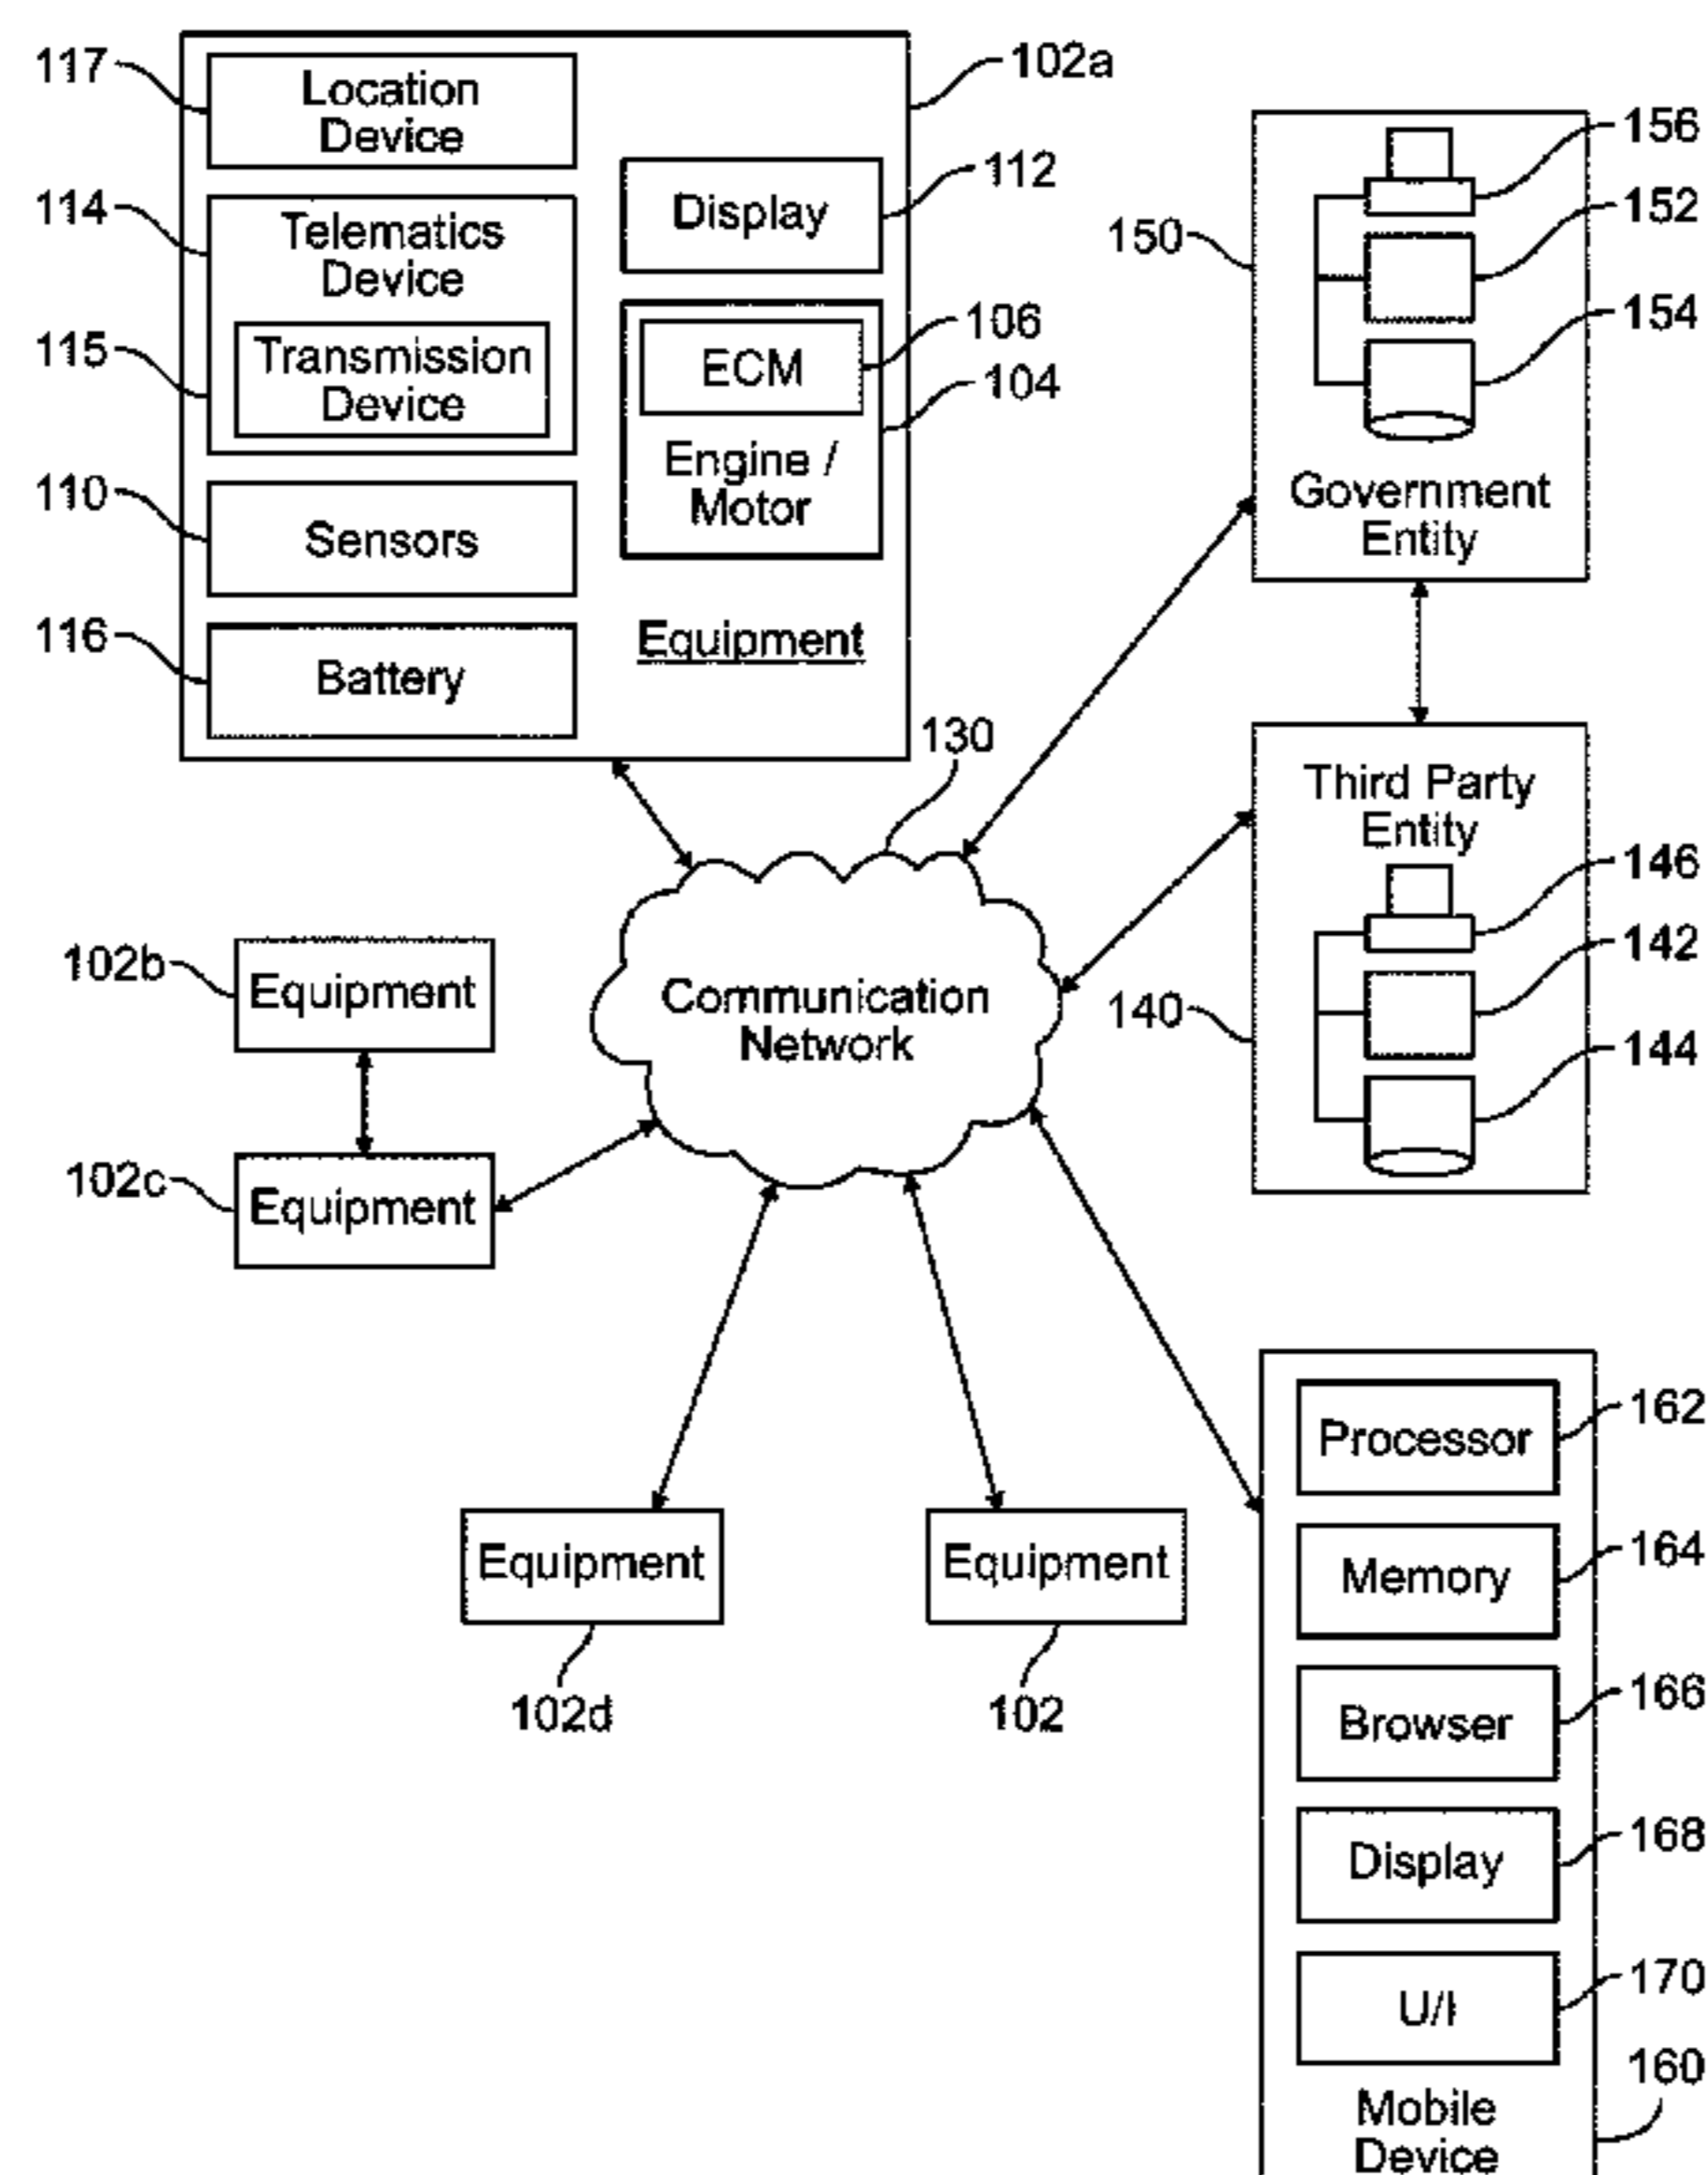 117
Location
Device
102a
114
Telematics
Device
115
Transmission
Device
110
Sensors
116
Battery
Display
112
ECM
106
104
Engine /
Motor
Equipment
150
156
152
154
Government
Entity
130
Communication
Network
Third Party
Entity
146
142
144
140
102b
Equipment
102c
Equipment
Equipment
102d
Equipment
102
Processor
162
Memory
164
Browser
166
Display
168
U/I
170
160
Mobile
Device